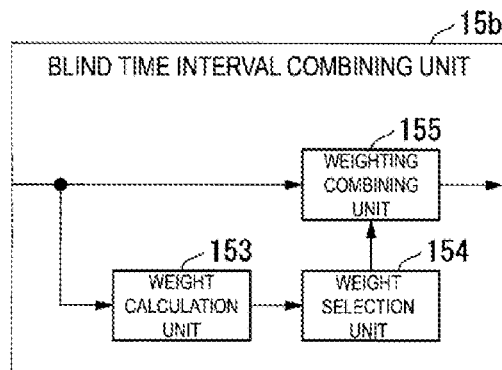 15b
BLIND TIME INTERVAL COMBINING UNIT
155
WEIGHTING
COMBINING
UNIT
153
WEIGHT
CALCULATION
UNIT
154
WEIGHT
SELECTION
UNIT